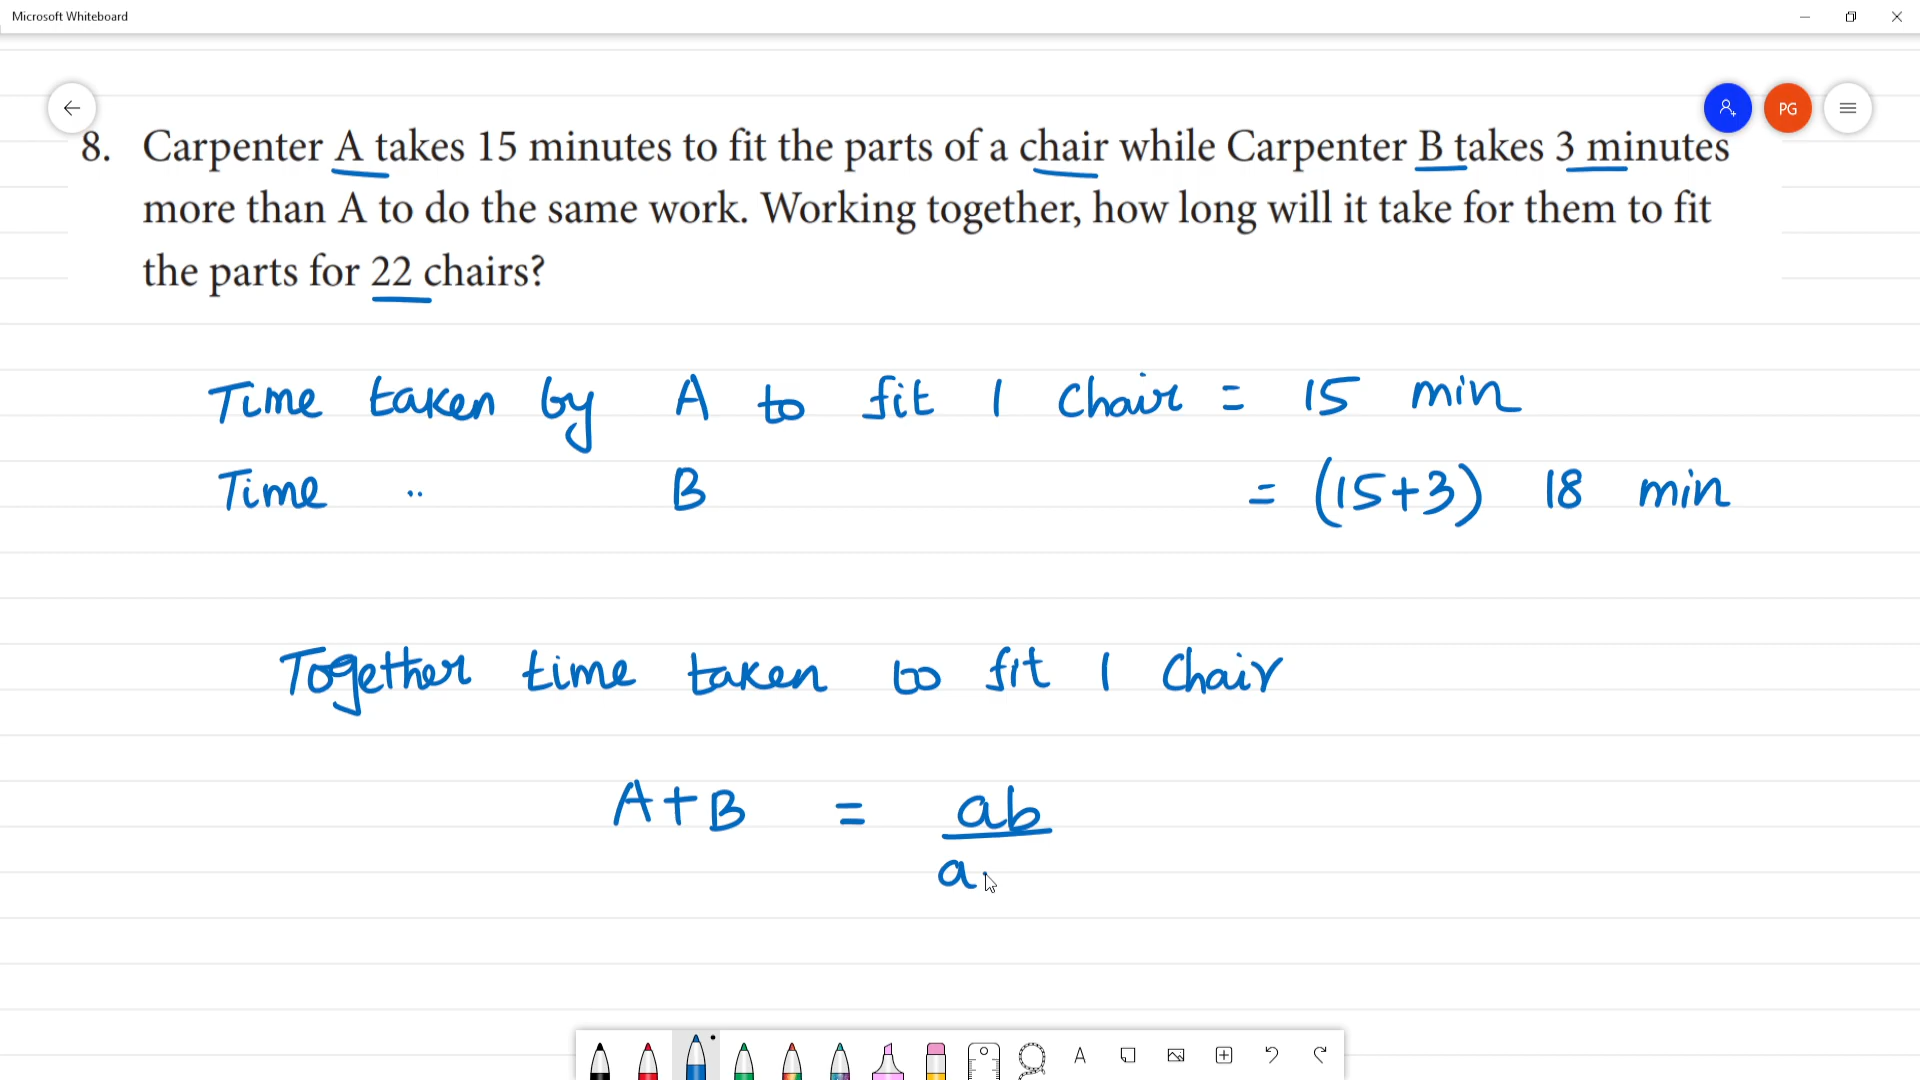 Microsoft Whiteboard
PG
8. Carpenter A takes 15 minutes to fit the parts of a chair while Carpenter B takes 3 minutes
more than A to do the same work. Working together, how long will it take for them to fit
the parts for 22 chairs?
Time taken by A to fit 1 chair = 15 min
Time .. B = (15+3) 18 min
Together time taken to fit 1 chair
A+B = ab
a
A